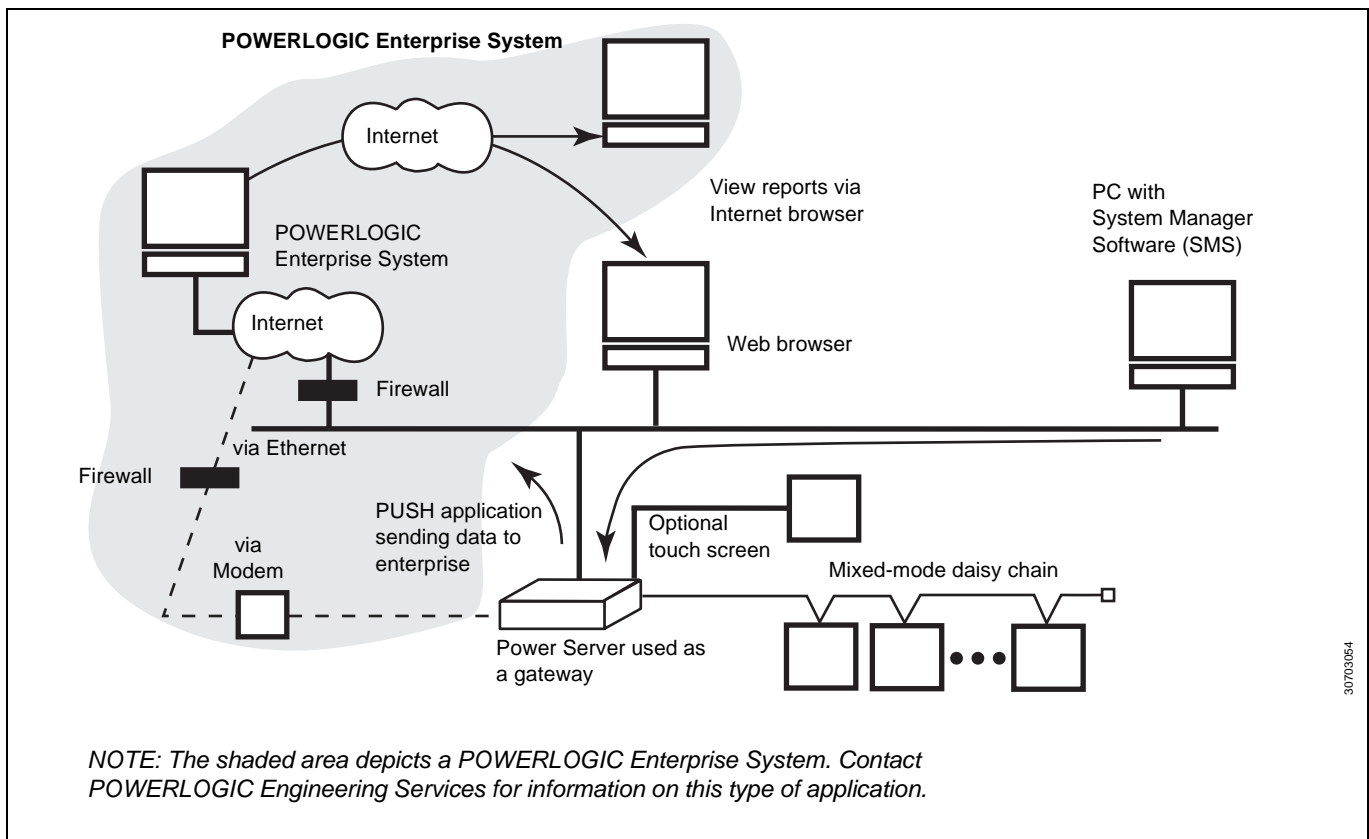 POWERLOGIC Enterprise System
Internet
View reports via
Internet browser
PC with
System Manager
Software (SMS)
POWERLOGIC
Enterprise System
Internet
Web browser
Firewall
via Ethernet
Firewall
PUSH application
sending data to
enterprise
Optional
touch screen
via
Modem
Mixed-mode daisy chain
Power Server used as
a gateway
30703054
NOTE: The shaded area depicts a POWERLOGIC Enterprise System. Contact
POWERLOGIC Engineering Services for information on this type of application.